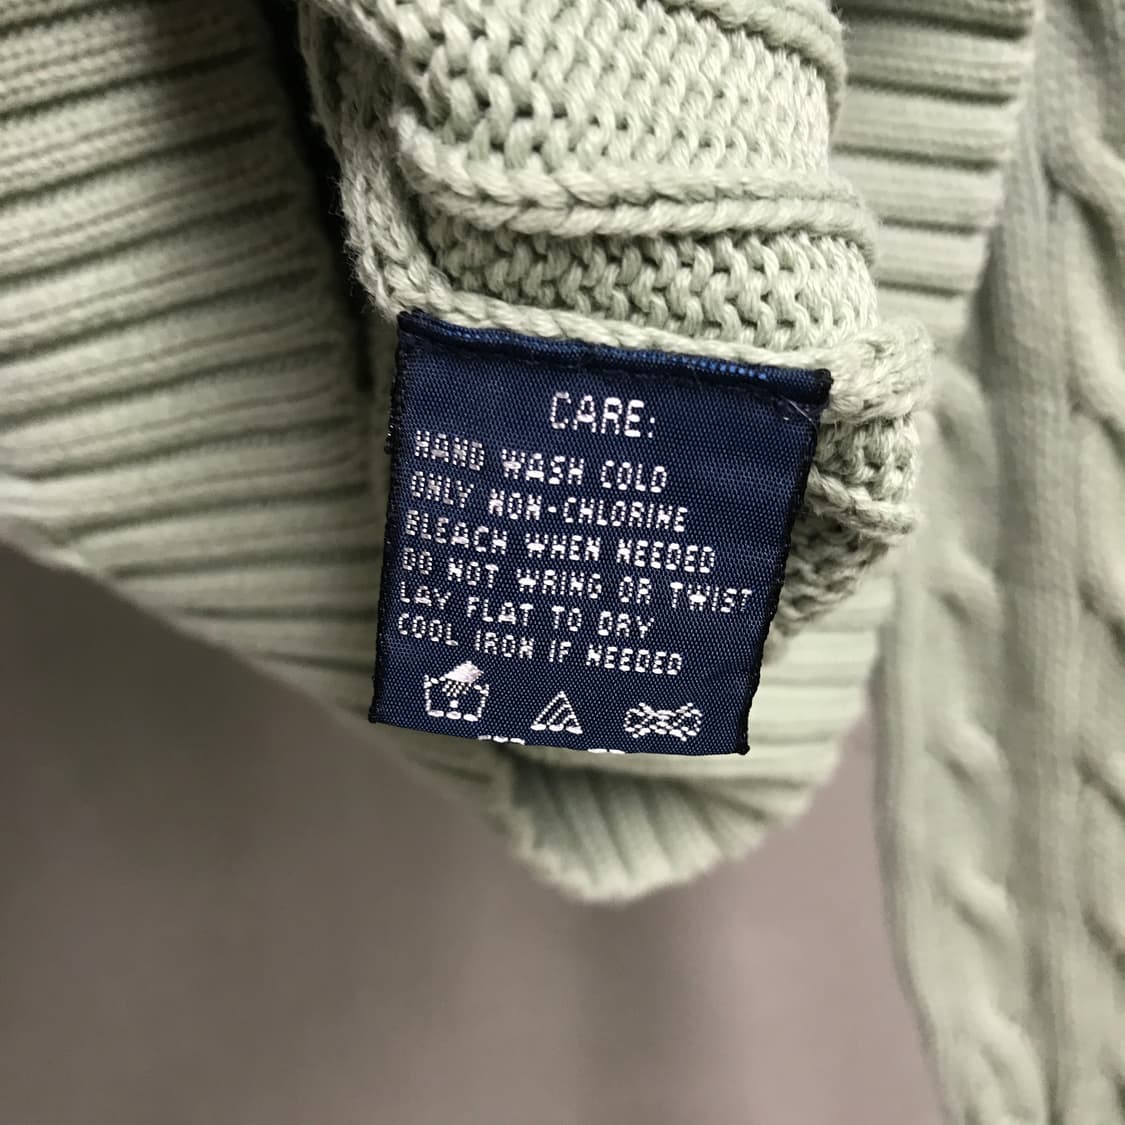 CARE:
HAND WASH COLD
ONLY NON-CHLORINE
BLEACH WHEN NEEDED
DO NOT WRING OR TWIST
LAY FLAT TO DRY
COOL IRON IF NEEDED